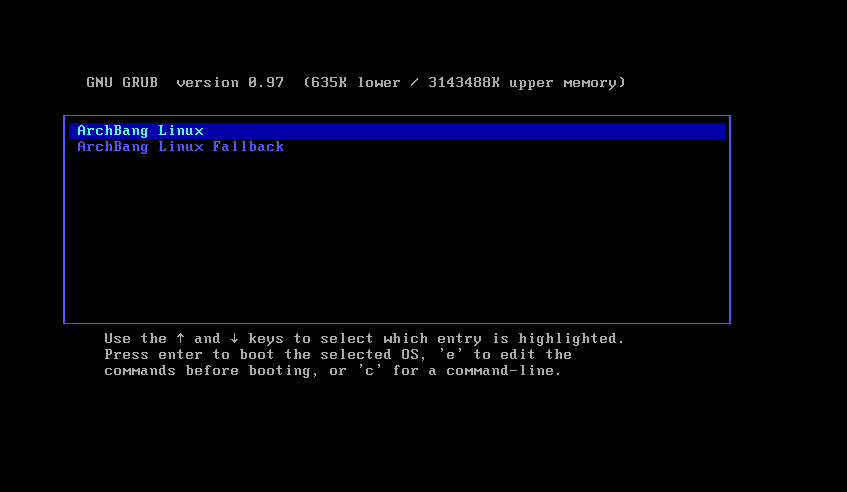 GNU GRUB  version 0.97  (635K lower / 3143488K upper memory)
ArchBang Linux
ArchBang Linux Fallback
Use the ↑ and ↓ keys to select which entry is highlighted.
Press enter to boot the selected OS, 'e' to edit the
commands before booting, or 'c' for a command-line.